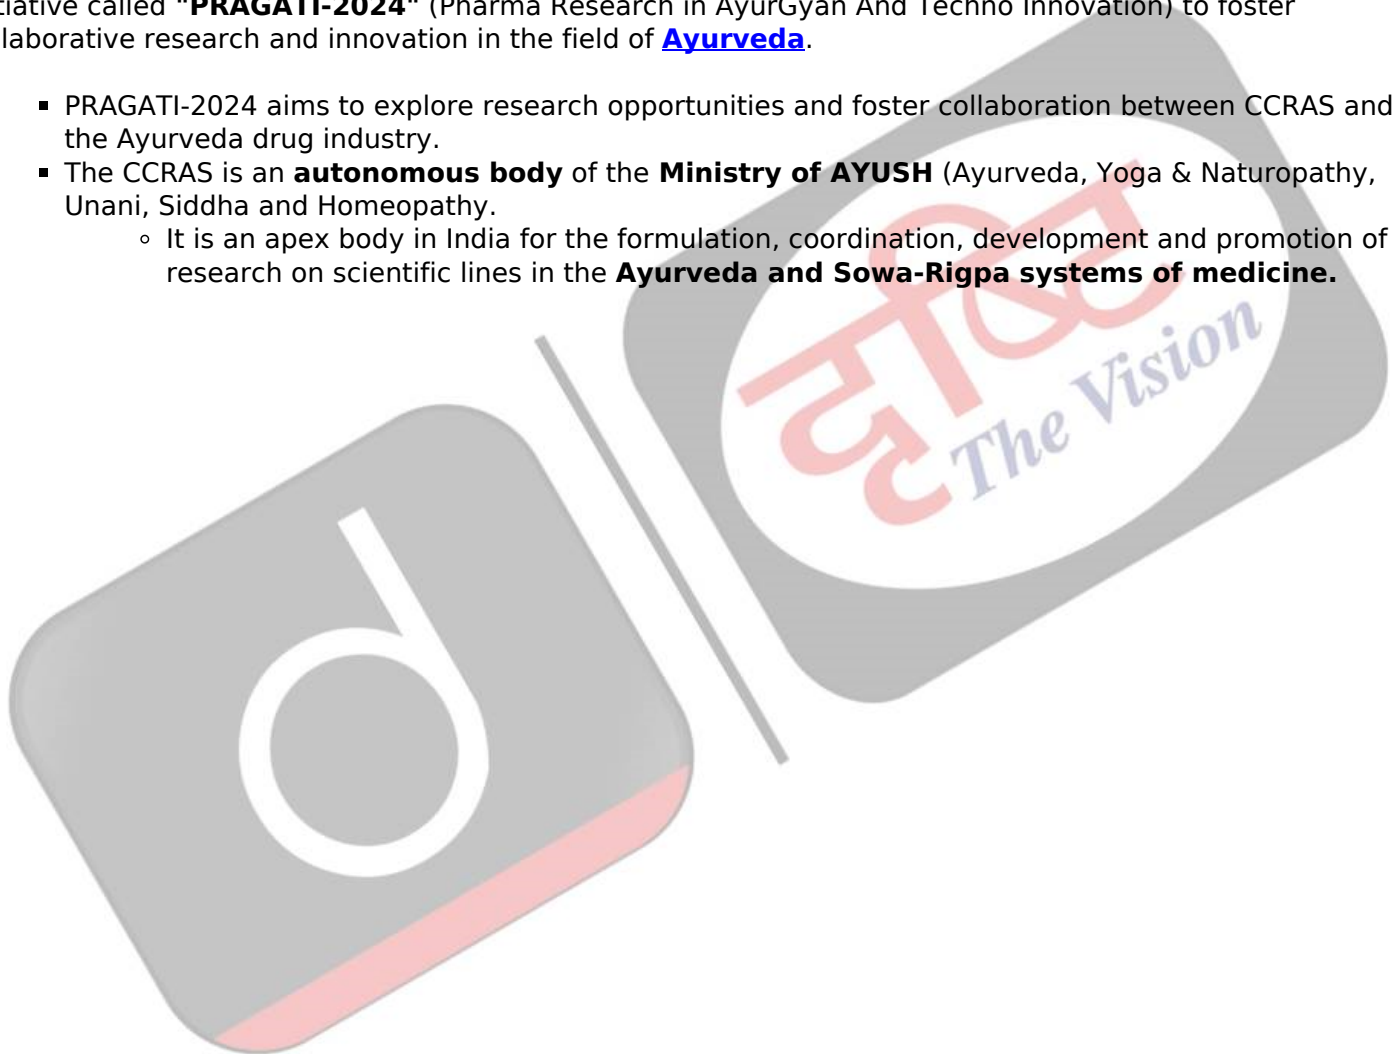 tiative called "PRAGATI-2024" (Pharma Research in AyurGyan And Techno Innovation) to foster
laborative research and innovation in the field of Ayurveda.
▪ PRAGATI-2024 aims to explore research opportunities and foster collaboration between CCRAS and
the Ayurveda drug industry.
▪ The CCRAS is an autonomous body of the Ministry of AYUSH (Ayurveda, Yoga & Naturopathy,
Unani, Siddha and Homeopathy.
◦ It is an apex body in India for the formulation, coordination, development and promotion of
research on scientific lines in the Ayurveda and Sowa-Rigpa systems of medicine.
दृष्टि
The Vision
d